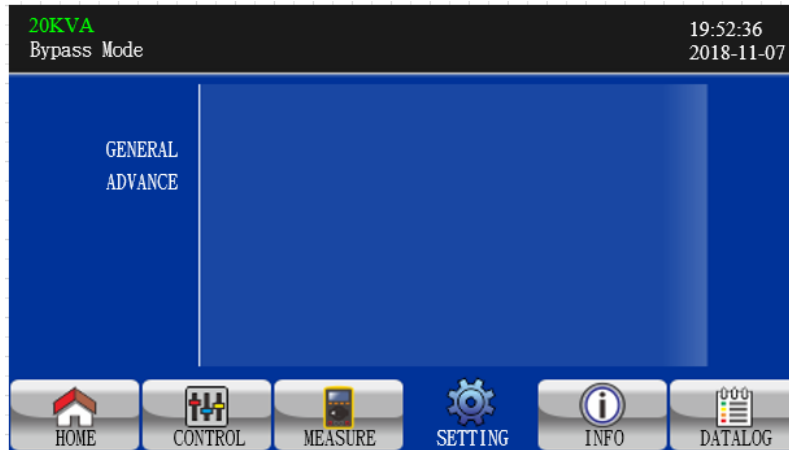 20KVA
Bypass Mode
19:52:36
2018-11-07
GENERAL
ADVANCE
HOME
CONTROL
MEASURE
SETTING
INFO
DATALOG